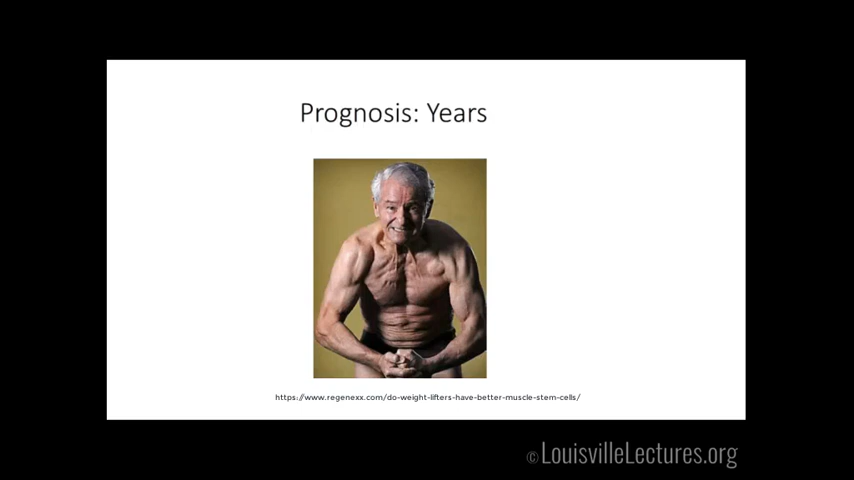 Prognosis: Years
https://www.regenexx.com/do-weight-lifters-have-better-muscle-stem-cells/
© LouisvilleLectures.org